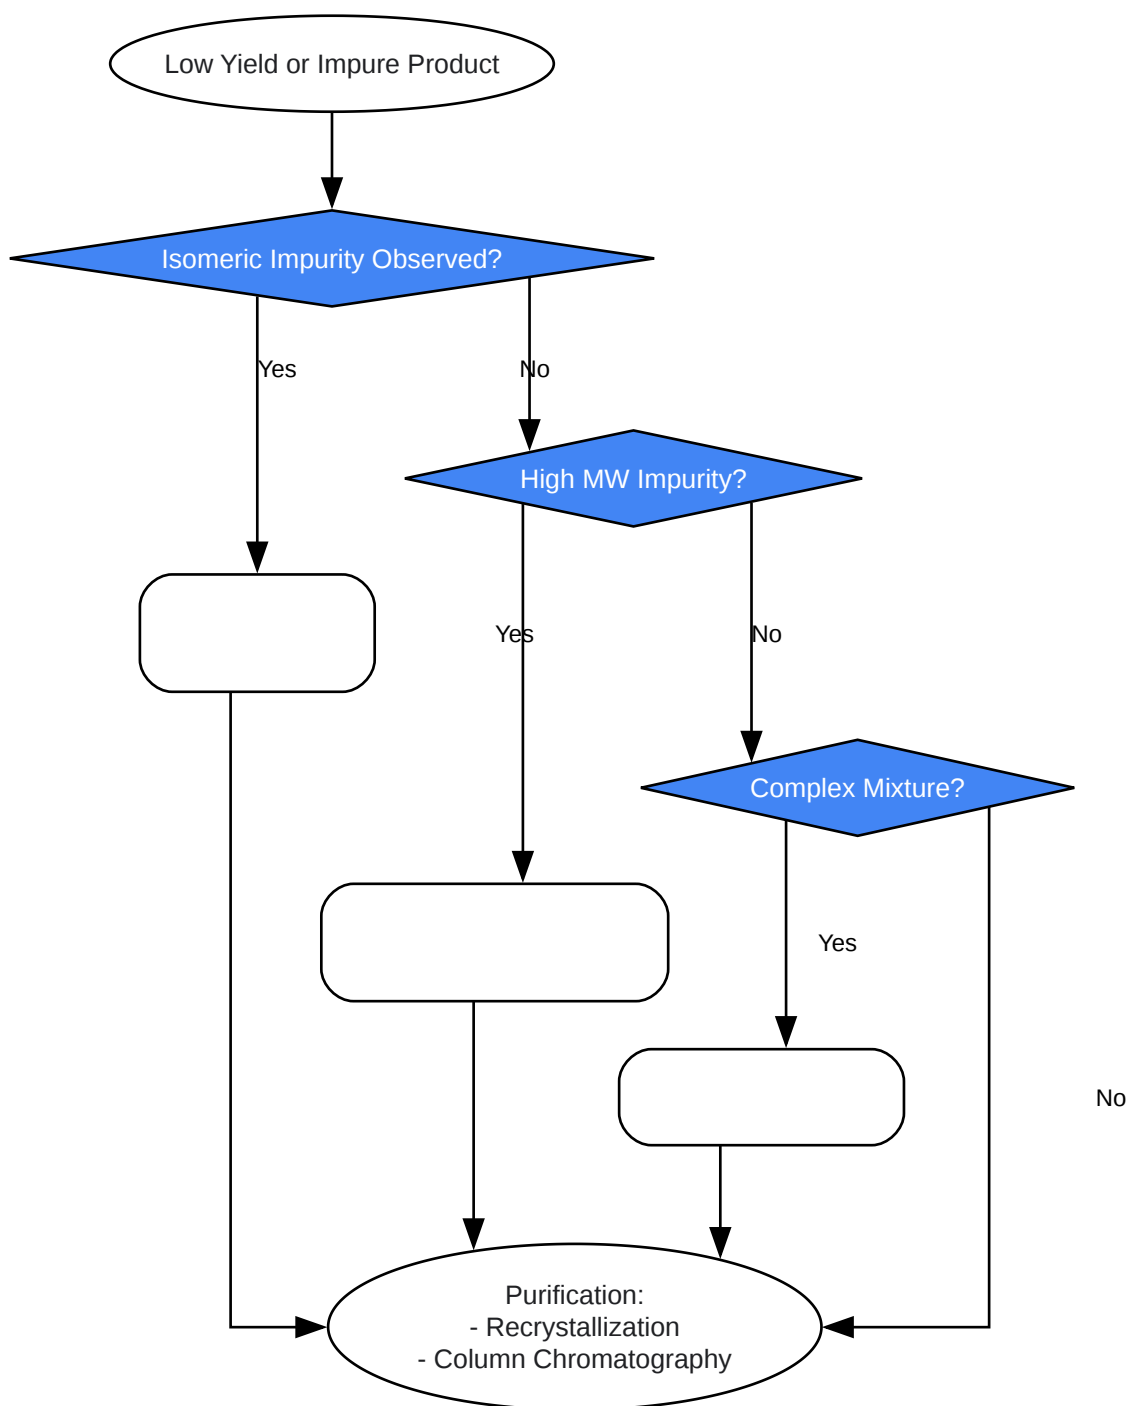 Low Yield or Impure Product
Isomeric Impurity Observed?
Yes
No
High MW Impurity?
Yes
No
Complex Mixture?
Yes
No
Purification:
- Recrystallization
- Column Chromatography